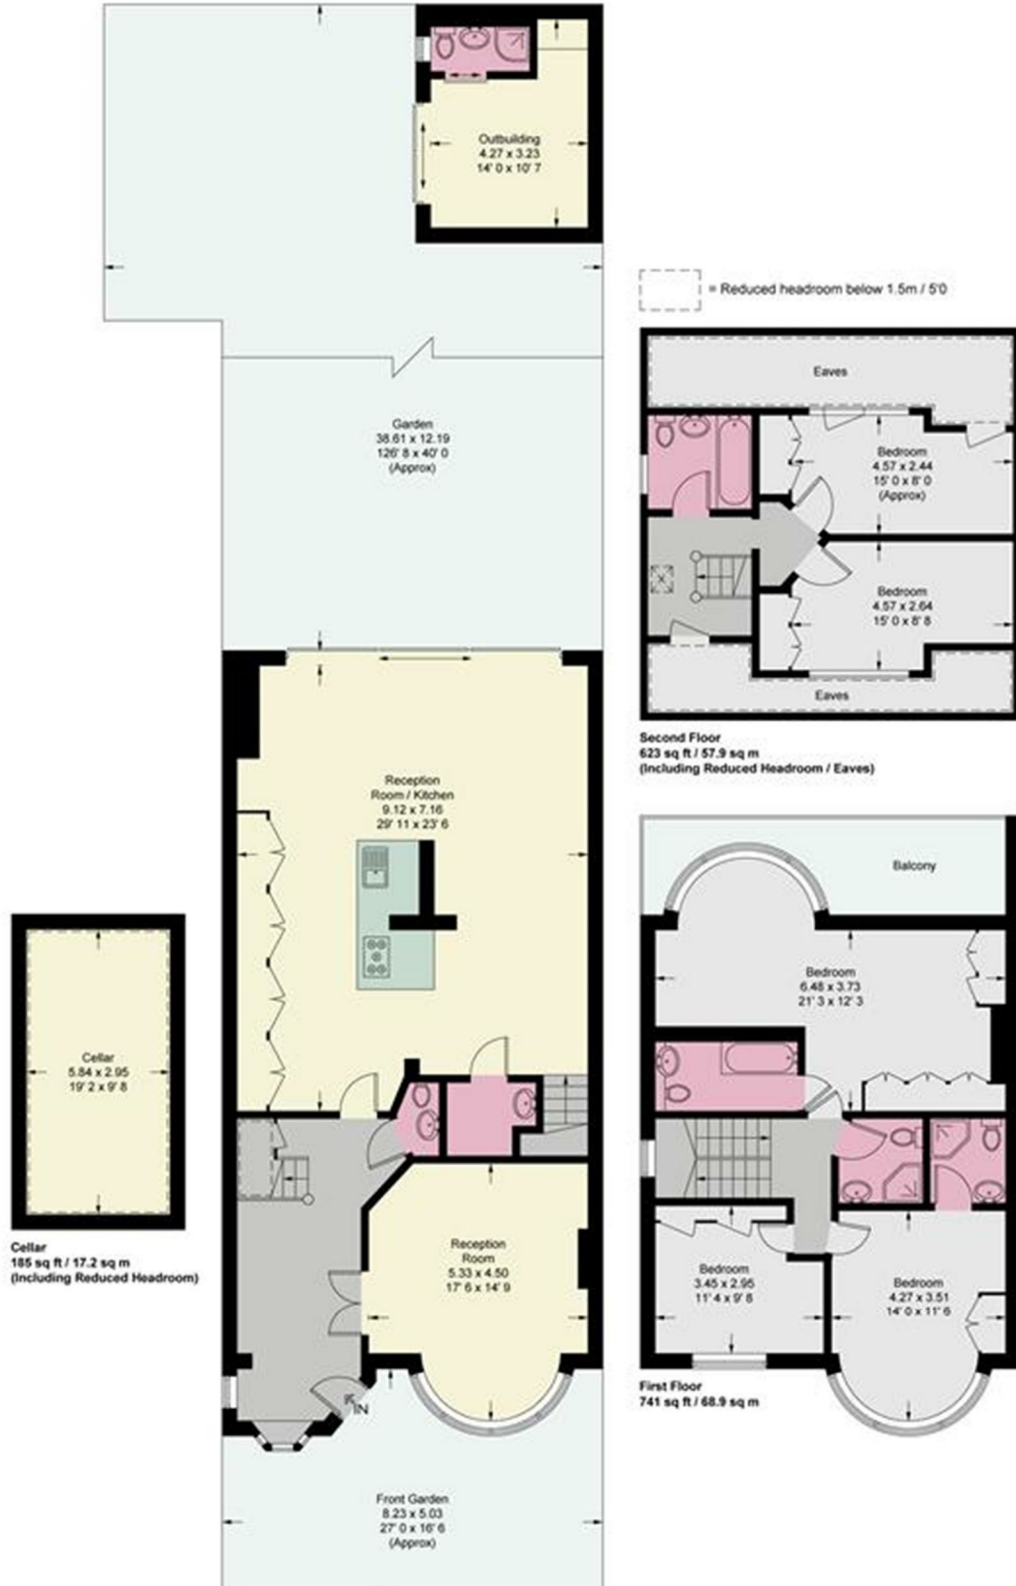 Outbuilding
4.27 x 3.23
14' 0 x 10' 7
= Reduced headroom below 1.5m / 5'0
Eaves
Bedroom
4.57 x 2.44
15' 0 x 8' 0
(Approx)
Bedroom
4.57 x 2.64
15' 0 x 8' 8
Eaves
Second Floor
623 sq ft / 57.9 sq m
(Including Reduced Headroom / Eaves)
Garden
38.61 x 12.19
126' 8 x 40' 0
(Approx)
Reception
Room / Kitchen
9.12 x 7.16
29' 11 x 23' 6
Balcony
Bedroom
6.48 x 3.73
21' 3 x 12' 3
Cellar
5.84 x 2.95
19' 2 x 9' 8
Cellar
185 sq ft / 17.2 sq m
(Including Reduced Headroom)
Reception
Room
5.33 x 4.50
17' 6 x 14' 9
Bedroom
3.45 x 2.95
11' 4 x 9' 8
Bedroom
4.27 x 3.51
14' 0 x 11' 6
First Floor
741 sq ft / 68.9 sq m
IN
Front Garden
8.23 x 5.03
27' 0 x 16' 6
(Approx)